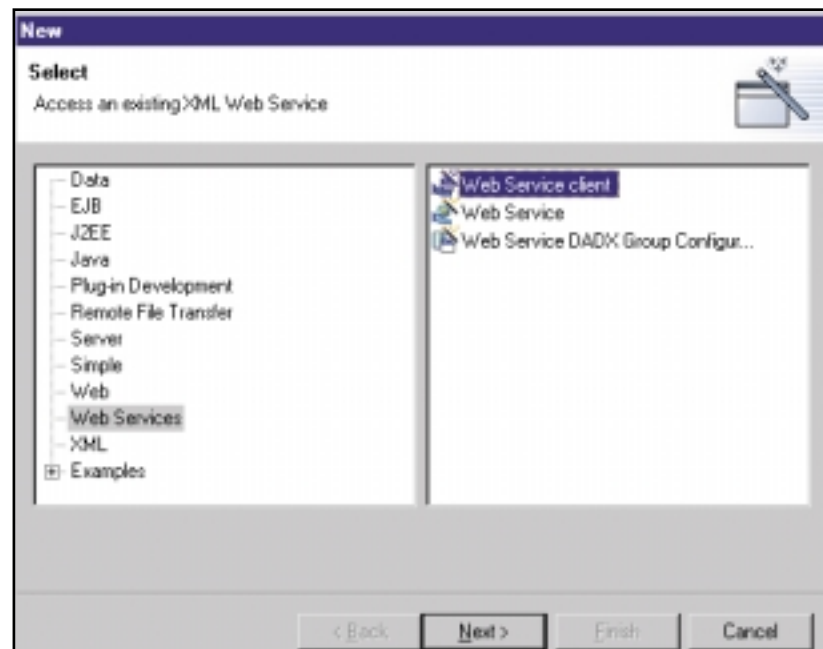 New
Select
Access an existing XML Web Service
Data
EJB
J2EE
Java
Plug-in Development
Remote File Transfer
Server
Simple
Web
Web Services
XML
Examples
Web Service client
Web Service
Web Service DADX Group Configur...
< Back
Next >
Finish
Cancel